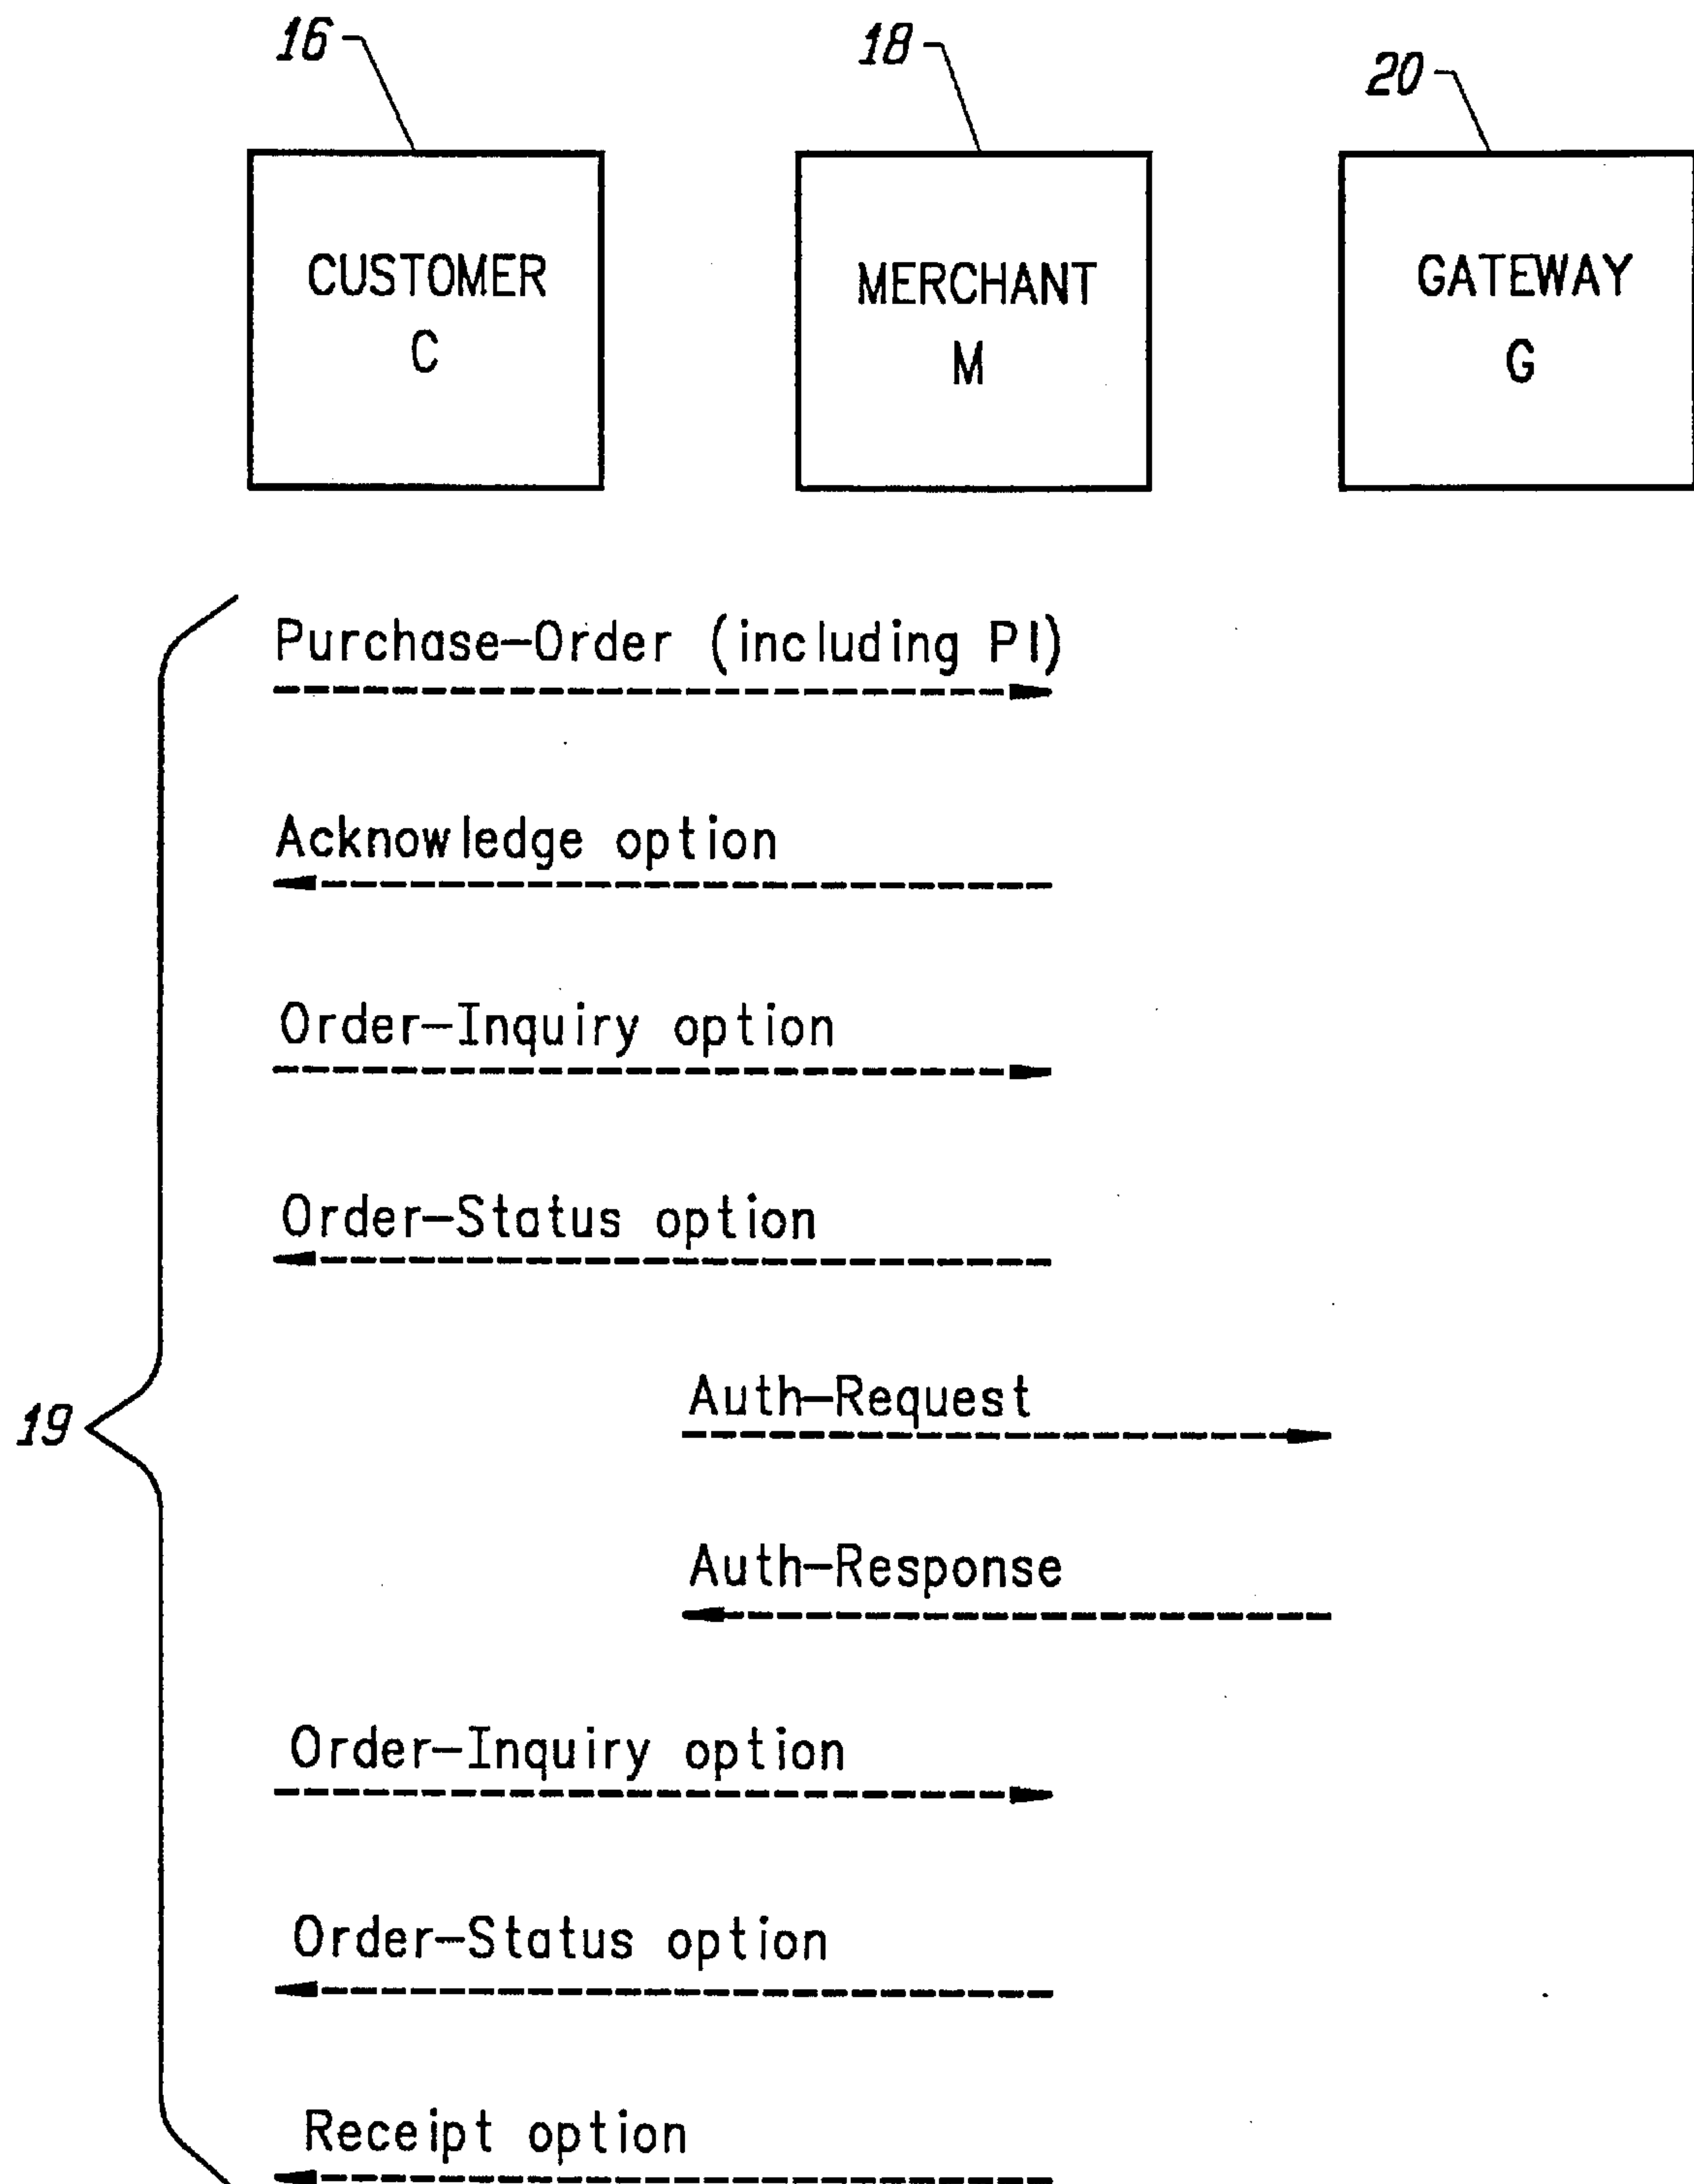 16
18
20
CUSTOMER
C
MERCHANT
M
GATEWAY
G
Purchase-Order (including PI)
Acknowledge option
Order-Inquiry option
Order-Status option
Auth-Request
19
Auth-Response
Order-Inquiry option
Order-Status option
Receipt option